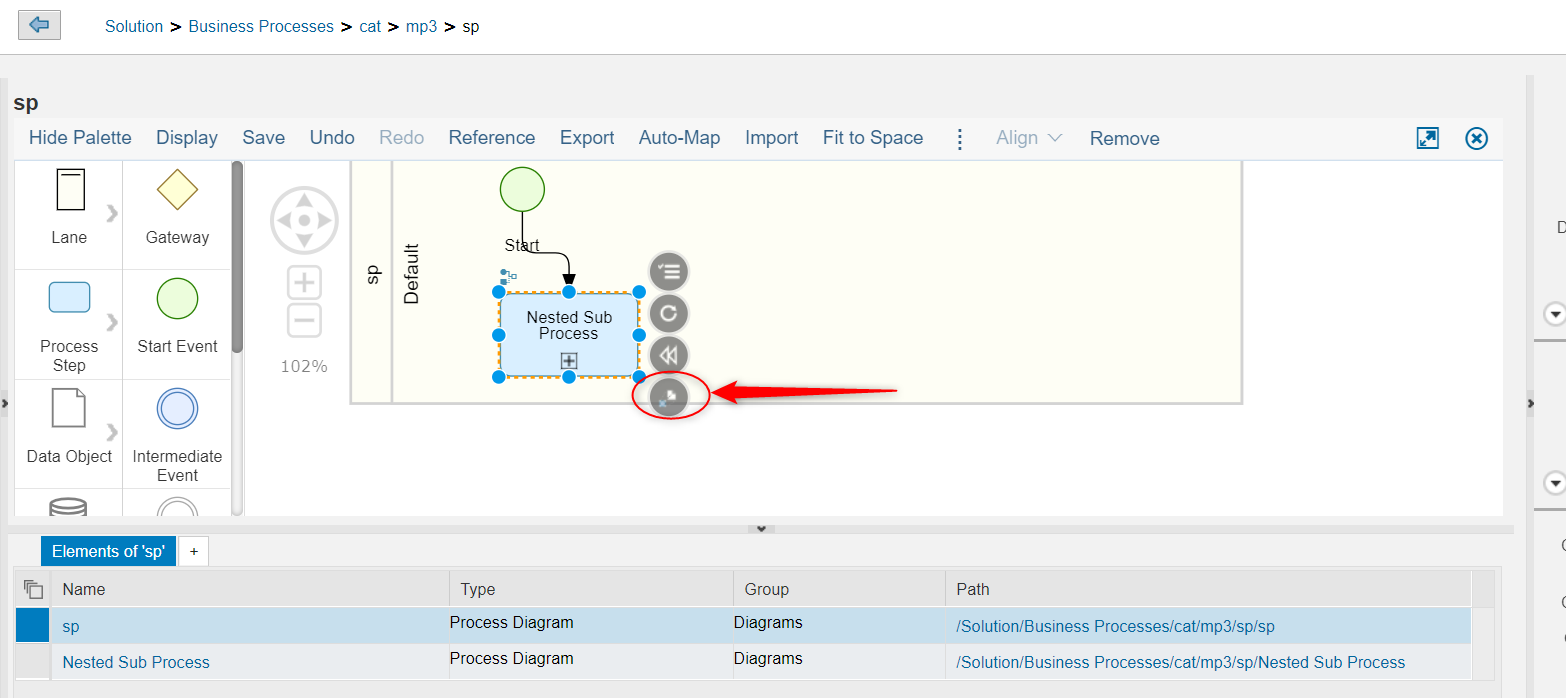 Solution > Business Processes > cat > mp3 > sp
sp
Hide Palette Display Save Undo Redo Reference Export Auto-Map Import Fit to Space Align Remove
Lane
Gateway
Process
Step
Start Event
Data Object
Intermediate
Event
102%
sp
Default
Start
Nested Sub
Process
Elements of 'sp' +
Name Type Group Path
sp Process Diagram Diagrams /Solution/Business Processes/cat/mp3/sp/sp
Nested Sub Process Process Diagram Diagrams /Solution/Business Processes/cat/mp3/sp/Nested Sub Process